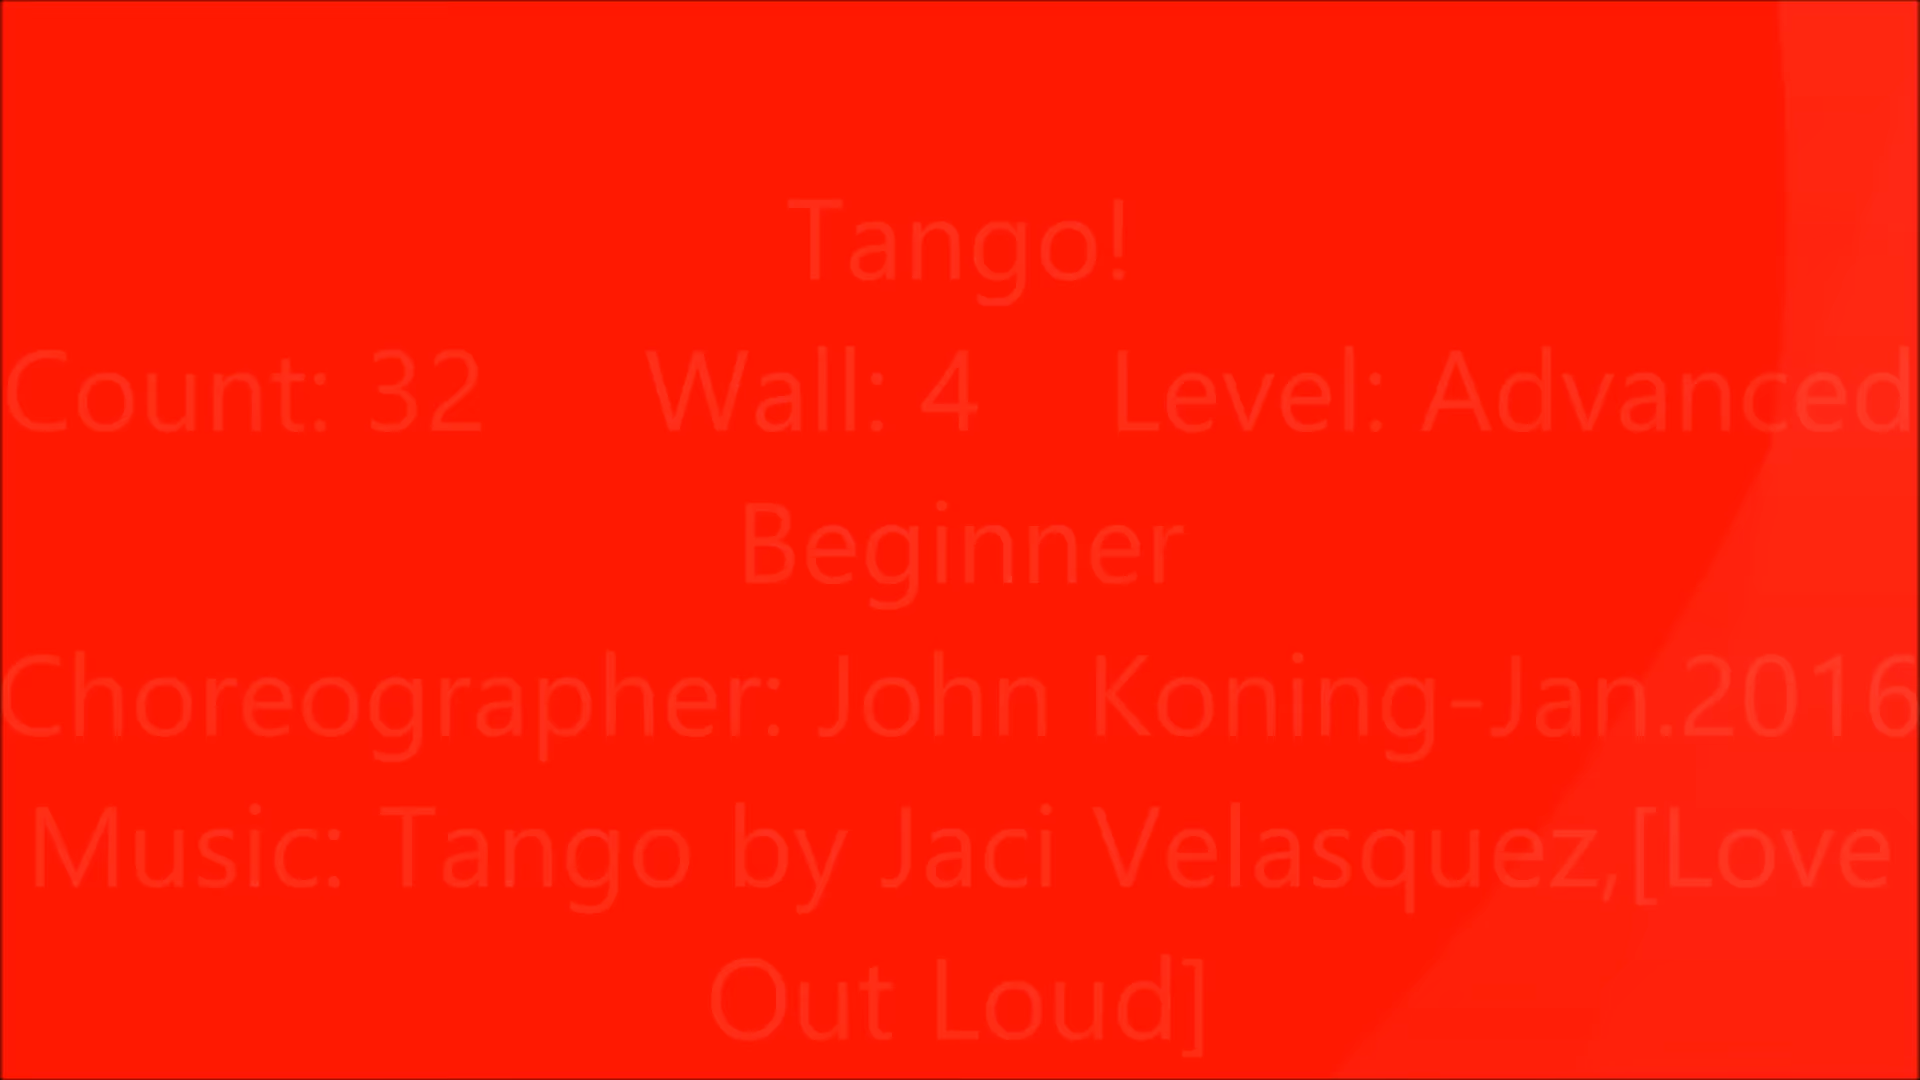 Tango!
Count: 32 Wall: 4 Level: Advanced
Beginner
Choreographer: John Koning-Jan.2016
Music: Tango by Jaci Velasquez,[Love
Out Loud]